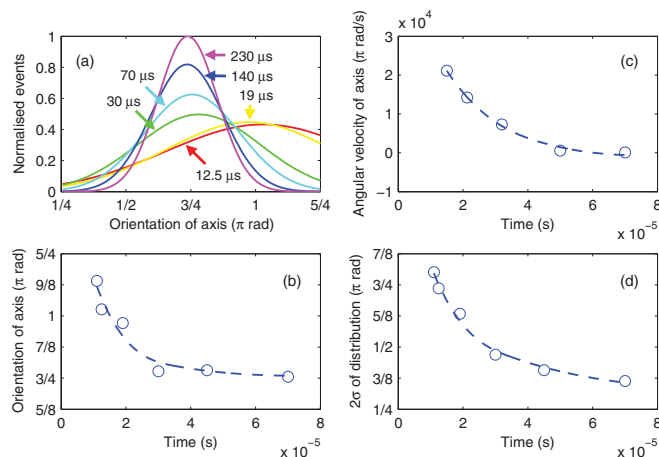 (a)
Normalised events
1
0.8
0.6
0.4
0.2
0
230 μs
140 μs
70 μs
19 μs
30 μs
12.5 μs
1/4 1/2 3/4 1 5/4
Orientation of axis (π rad)
(c)
Angular velocity of axis (π rad/s)
3 x 10⁴
2
1
0
−1
0 2 4 6 8
Time (s)
x 10⁻⁵
(b)
Orientation of axis (π rad)
5/4
9/8
1
7/8
3/4
5/8
0 2 4 6 8
Time (s)
x 10⁻⁵
(d)
2σ of distribution (π rad)
7/8
3/4
5/8
1/2
3/8
1/4
0 2 4 6 8
Time (s)
x 10⁻⁵